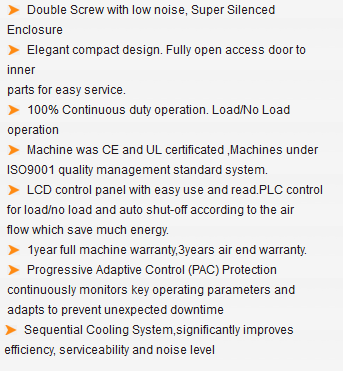 Double Screw with low noise, Super Silenced
Enclosure
Elegant compact design. Fully open access door to
inner
parts for easy service.
100% Continuous duty operation. Load/No Load
operation
Machine was CE and UL certificated ,Machines under
ISO9001 quality management standard system.
LCD control panel with easy use and read.PLC control
for load/no load and auto shut-off according to the air
flow which save much energy.
1year full machine warranty,3years air end warranty.
Progressive Adaptive Control (PAC) Protection
continuously monitors key operating parameters and
adapts to prevent unexpected downtime
Sequential Cooling System,significantly improves
efficiency, serviceability and noise level